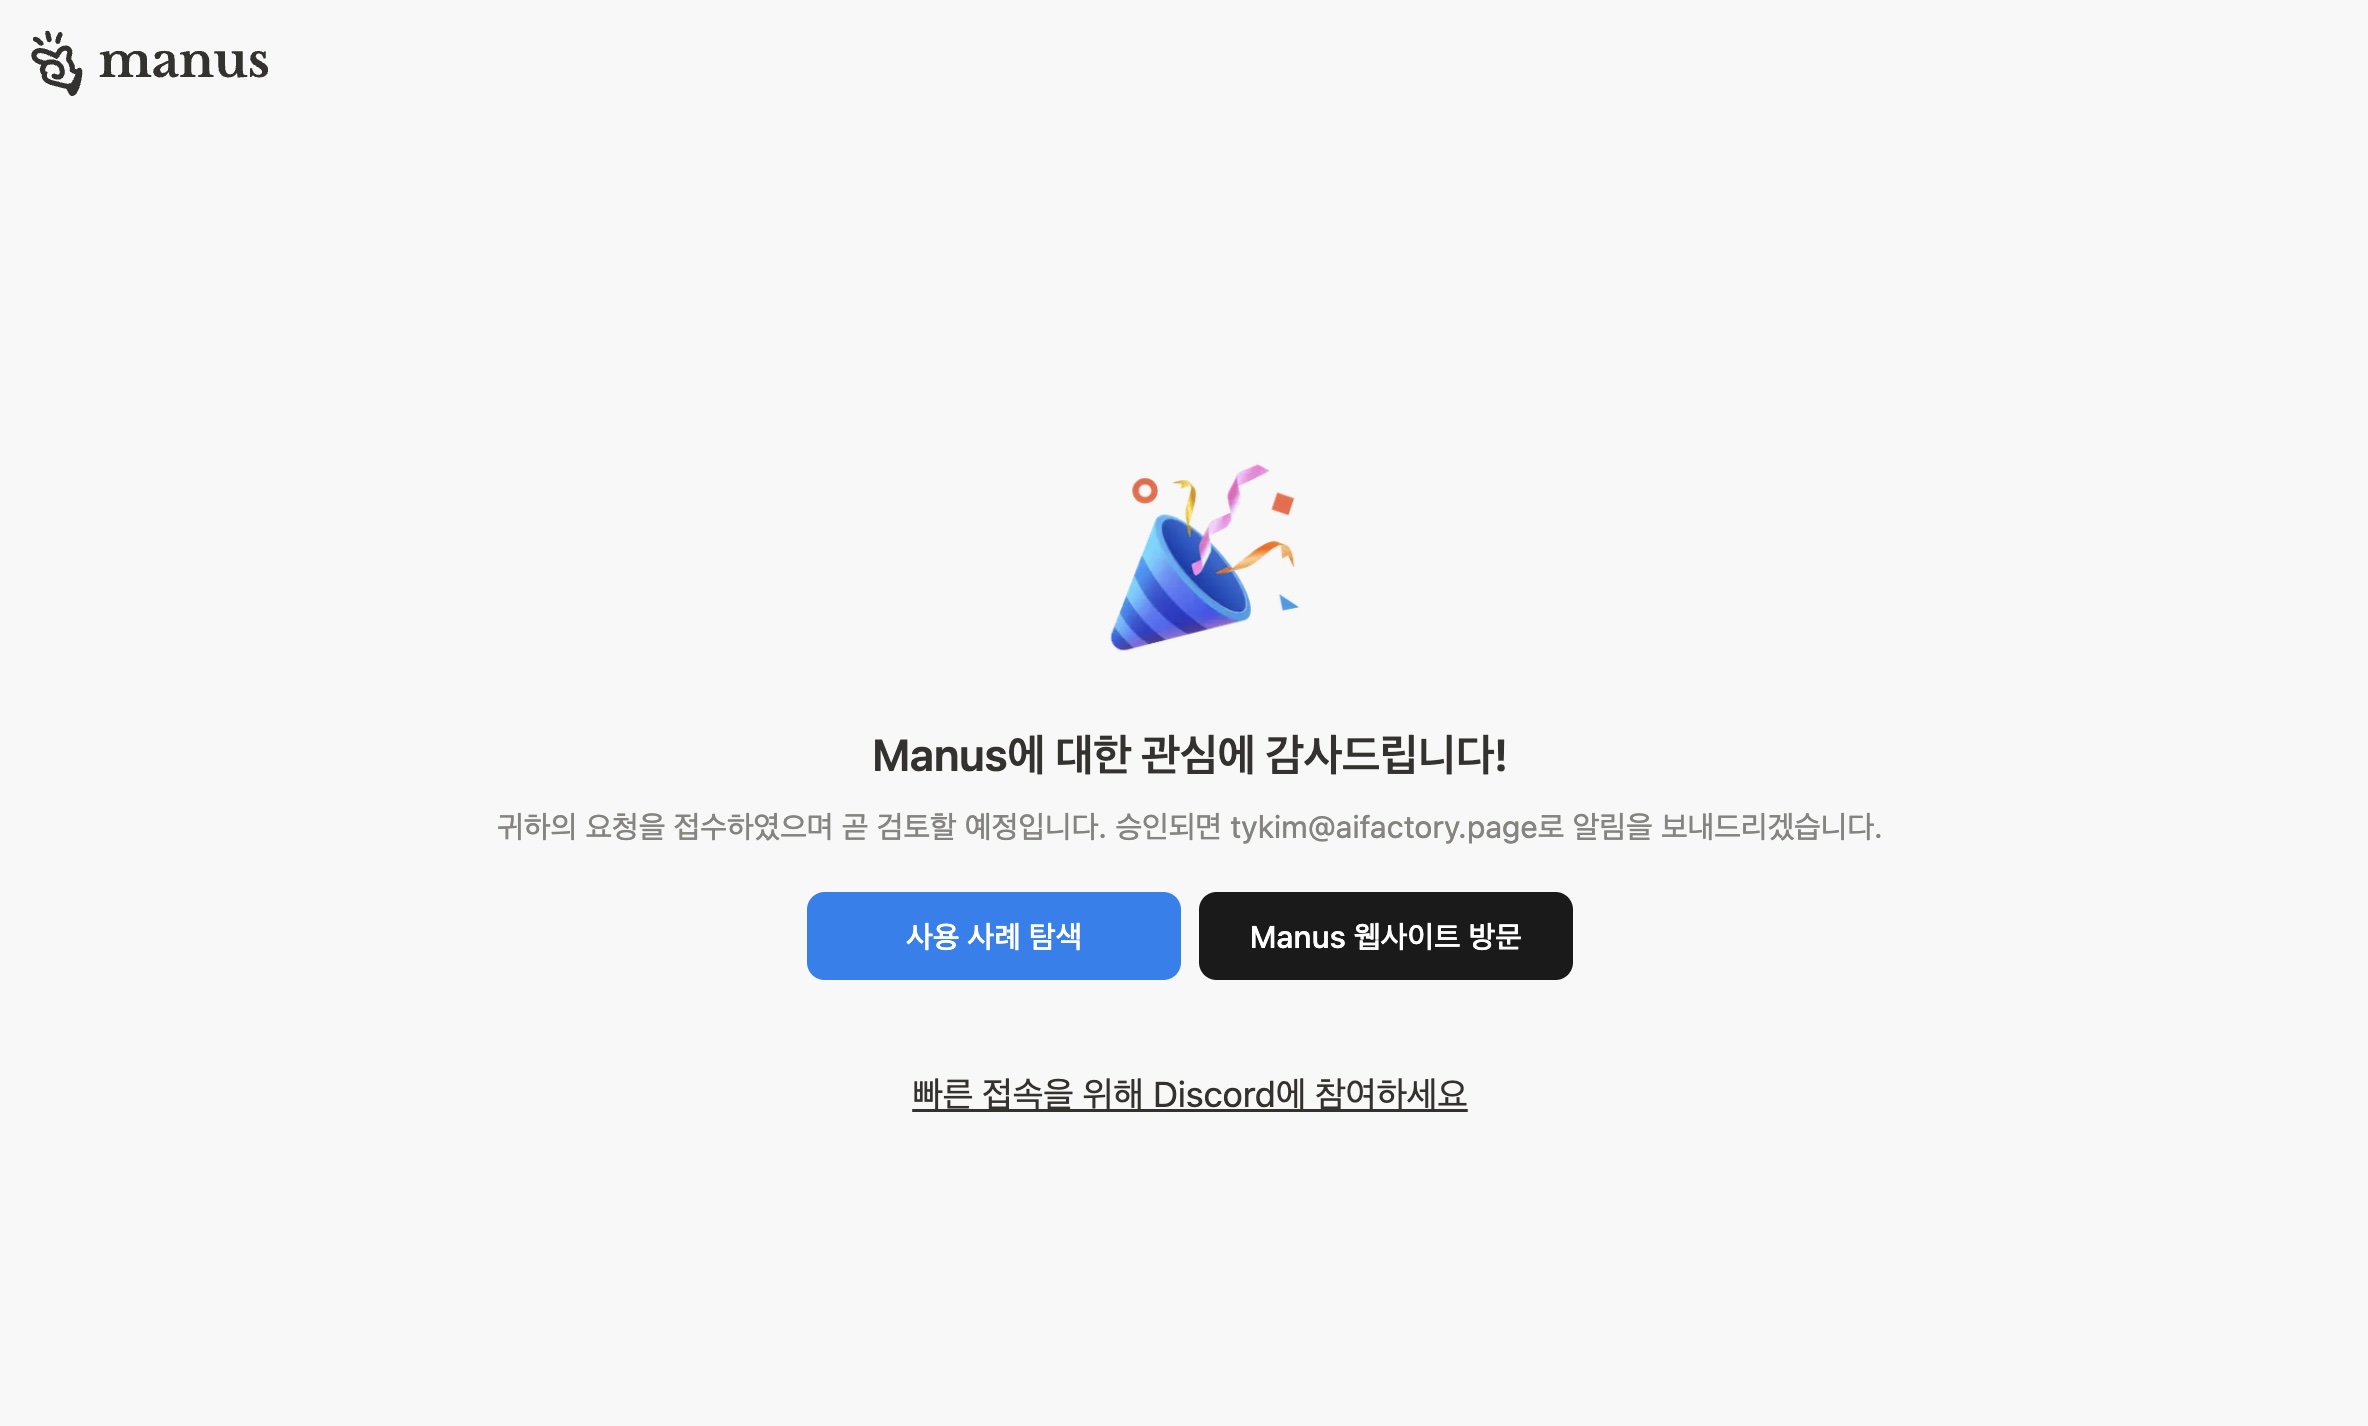 manus
Manus에 대한 관심에 감사드립니다!
귀하의 요청을 접수하였으며 곧 검토할 예정입니다. 승인되면 tykim@aifactory.page로 알림을 보내드리겠습니다.
사용 사례 탐색
Manus 웹사이트 방문
빠른 접속을 위해 Discord에 참여하세요